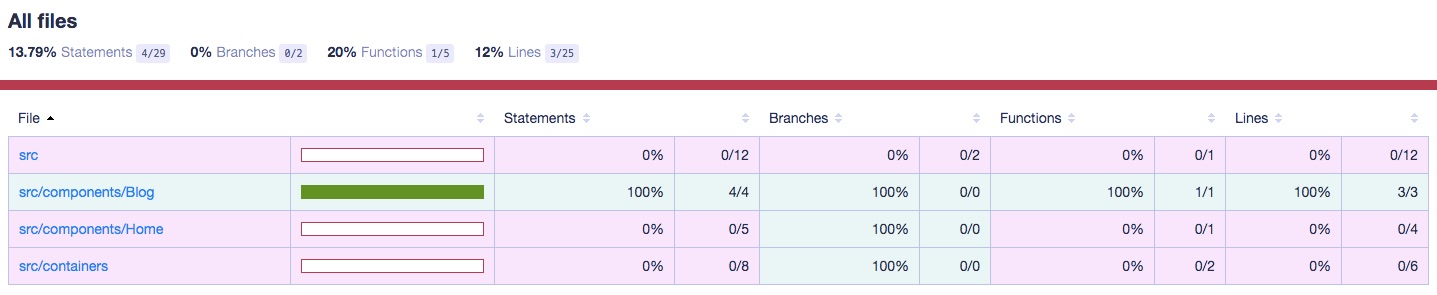 All files
13.79% Statements 4/29 0% Branches 0/2 20% Functions 1/5 12% Lines 3/25
File Statements Branches Functions Lines
src 0% 0/12 0% 0/2 0% 0/1 0% 0/12
src/components/Blog 100% 4/4 100% 0/0 100% 1/1 100% 3/3
src/components/Home 0% 0/5 100% 0/0 0% 0/1 0% 0/4
src/containers 0% 0/8 100% 0/0 0% 0/2 0% 0/6